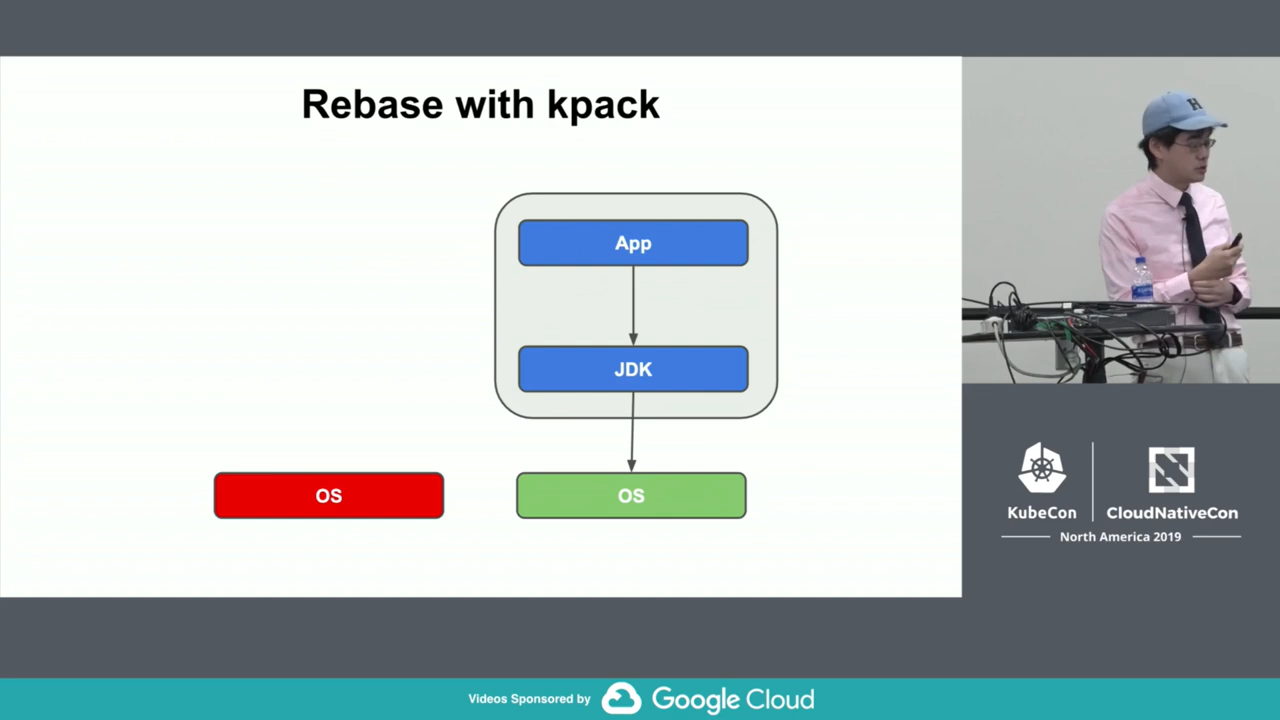 Rebase with kpack
App
JDK
OS
OS
H
KubeCon
CloudNativeCon
North America 2019
Videos Sponsored by
Google Cloud